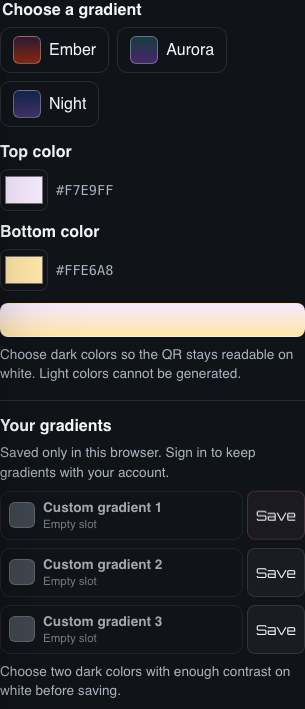 Choose a gradient
Ember
Aurora
Night
Top color
#F7E9FF
Bottom color
#FFE6A8
Choose dark colors so the QR stays readable on
white. Light colors cannot be generated.
Your gradients
Saved only in this browser. Sign in to keep
gradients with your account.
Custom gradient 1
Empty slot
Save
Custom gradient 2
Empty slot
Save
Custom gradient 3
Empty slot
Save
Choose two dark colors with enough contrast on
white before saving.